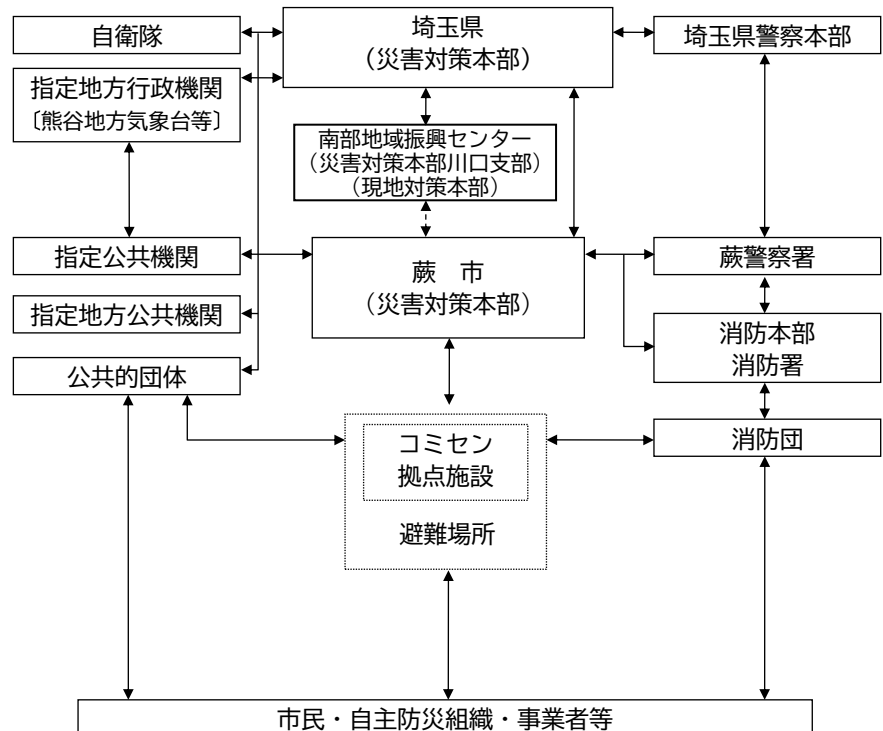 自衛隊
埼玉県
（災害対策本部）
埼玉県警察本部
指定地方行政機関
〔熊谷地方気象台等〕
南部地域振興センター
（災害対策本部川口支部）
（現地対策本部）
指定公共機関
蕨　市
（災害対策本部）
蕨警察署
指定地方公共機関
消防本部
消防署
公共的団体
コミセン
拠点施設
消防団
避難場所
市民・自主防災組織・事業者等